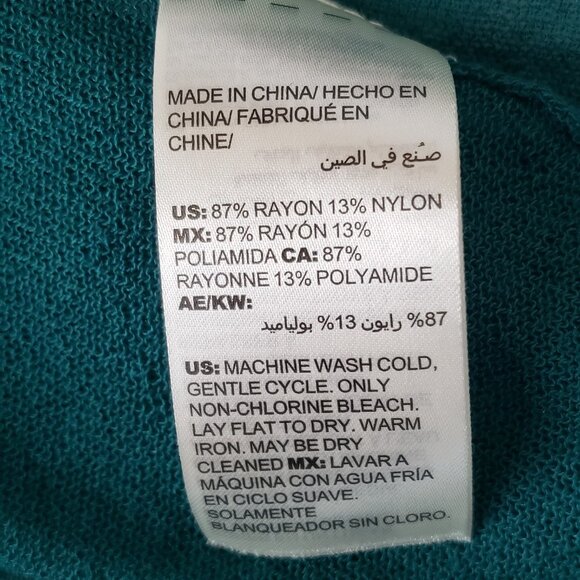 MADE IN CHINA/ HECHO EN
CHINA/ FABRIQUÉ EN
CHINE/
صُنع في الصين
US: 87% RAYON 13% NYLON
MX: 87% RAYÓN 13%
POLIAMIDA CA: 87%
RAYONNE 13% POLYAMIDE
AE/KW:
87% رايون 13% بولياميد
US: MACHINE WASH COLD,
GENTLE CYCLE. ONLY
NON-CHLORINE BLEACH.
LAY FLAT TO DRY. WARM
IRON. MAY BE DRY
CLEANED MX: LAVAR A
MÁQUINA CON AGUA FRÍA
EN CICLO SUAVE.
SOLAMENTE
BLANQUEADOR SIN CLORO.